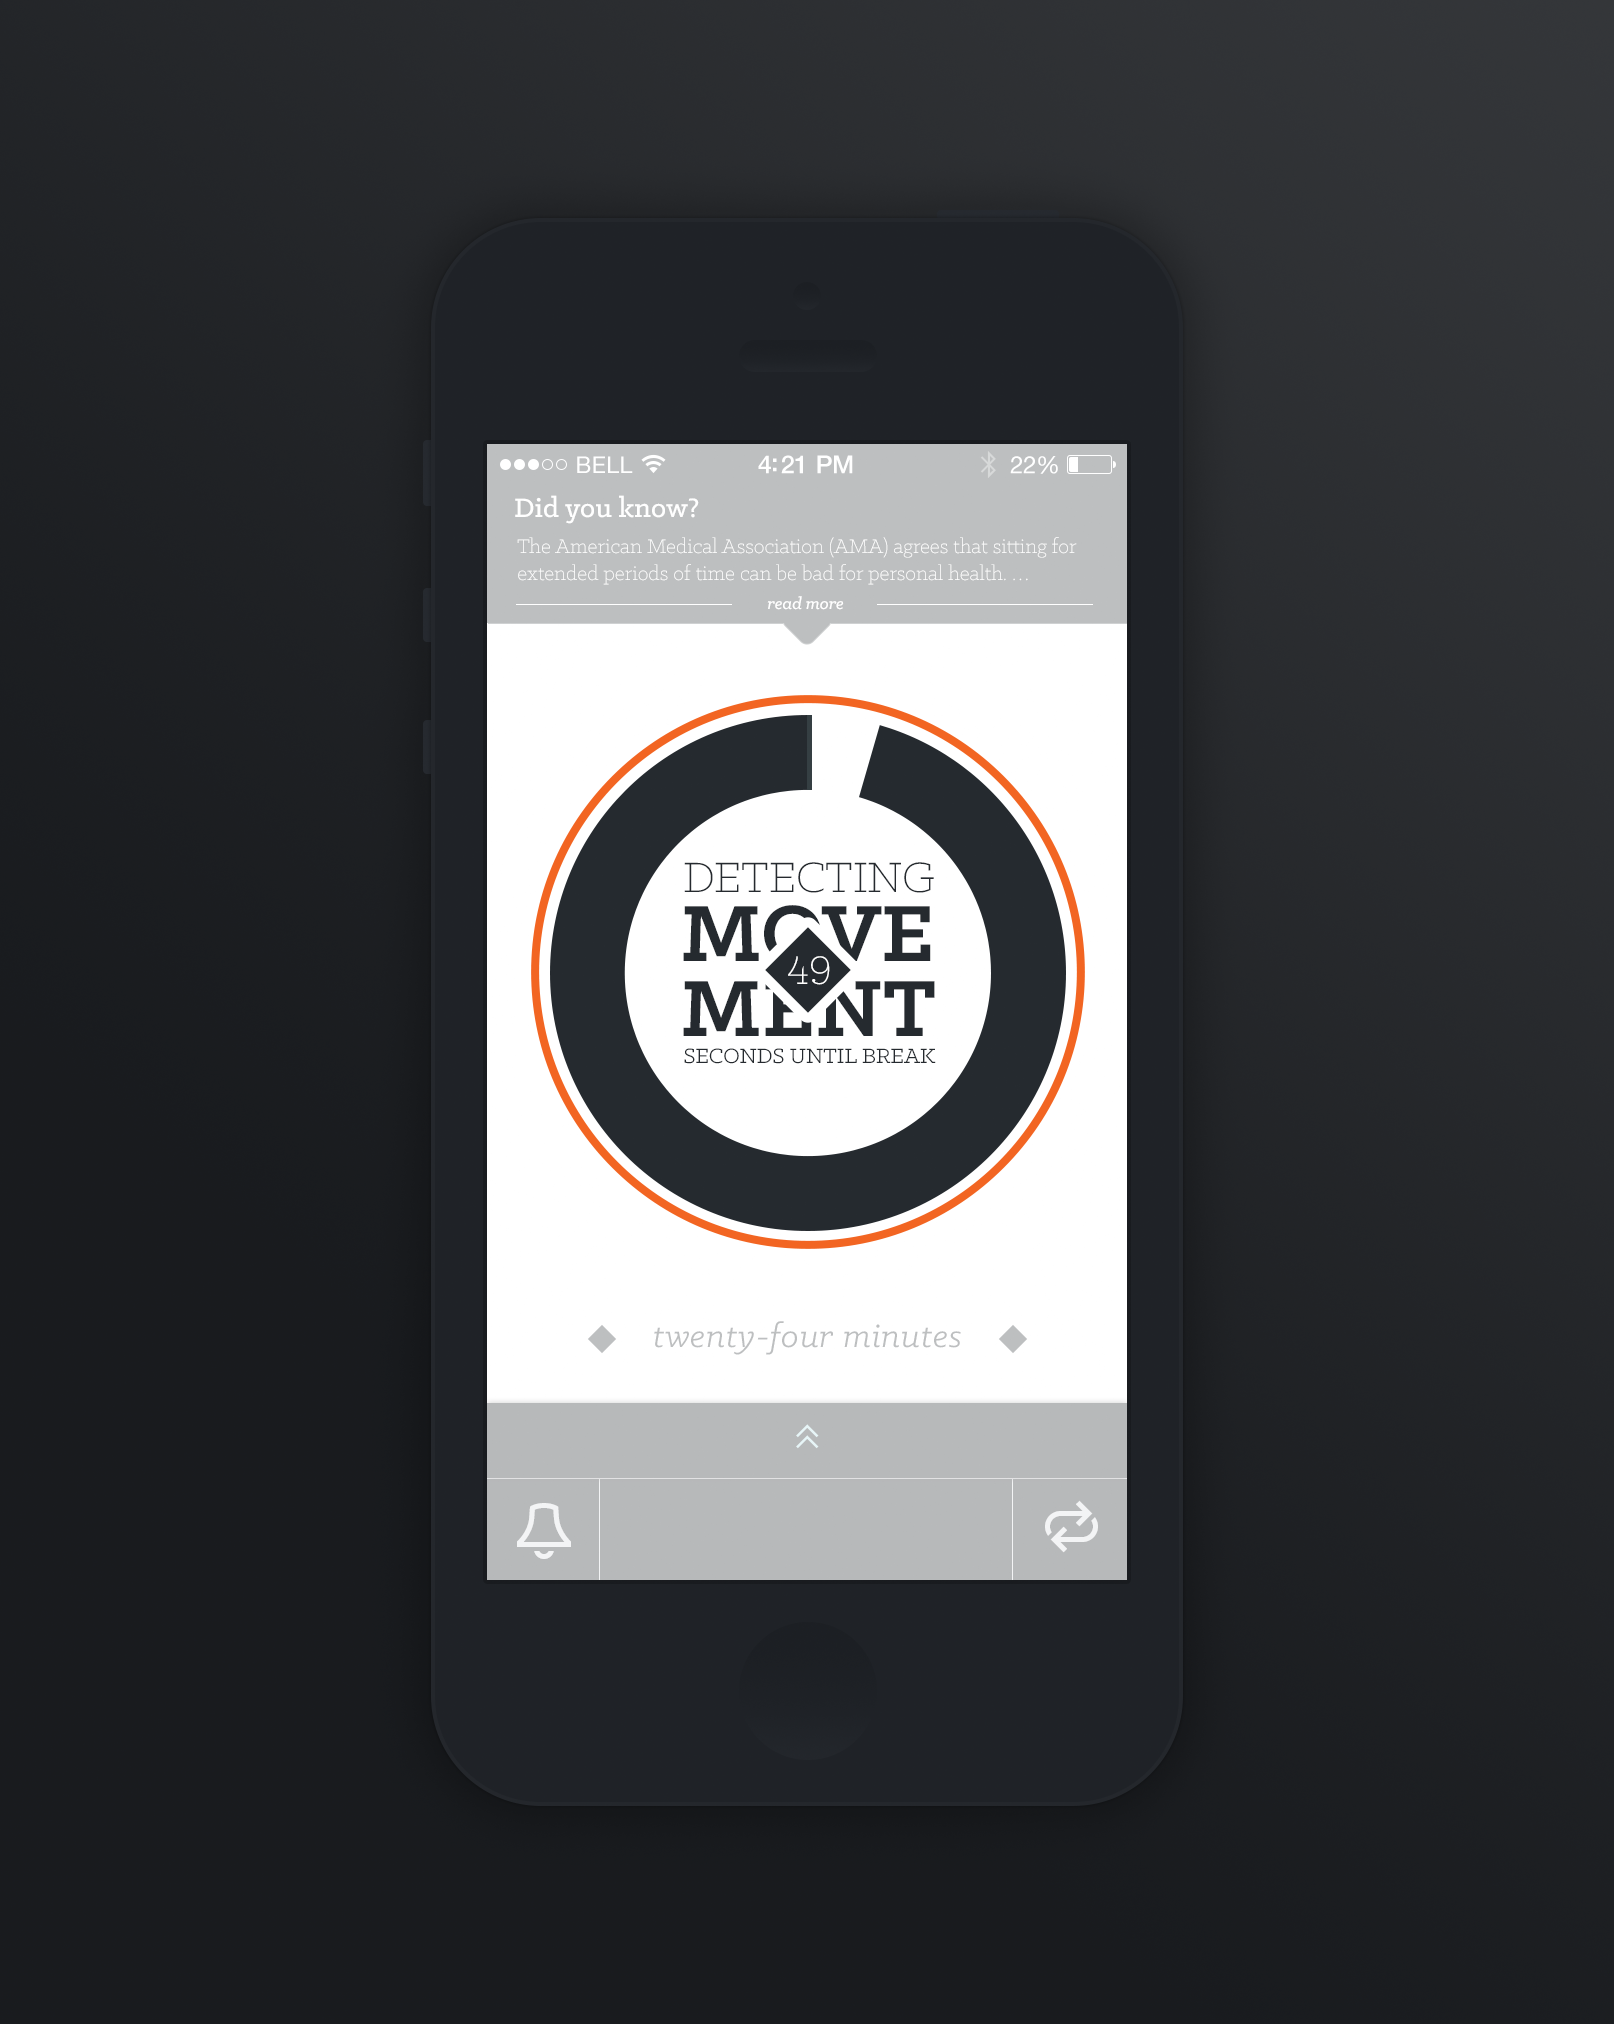 BELL 4:21 PM 22%
Did you know?
The American Medical Association (AMA) agrees that sitting for
extended periods of time can be bad for personal health. ...
read more
DETECTING
MOVE
49
MENT
SECONDS UNTIL BREAK
twenty-four minutes